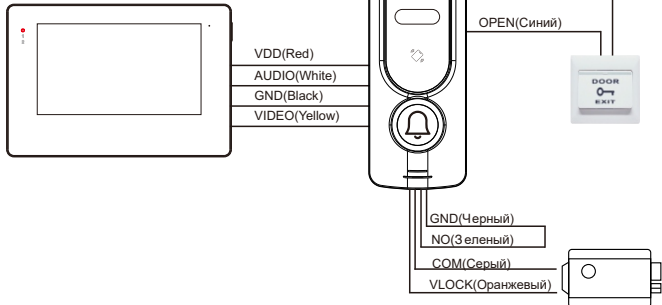 OPEN(Синий)
VDD(Red)
AUDIO(White)
GND(Black)
VIDEO(Yellow)
DOOR
EXIT
GND(Черный)
NO(Зеленый)
COM(Серый)
VLOCK(Оранжевый)